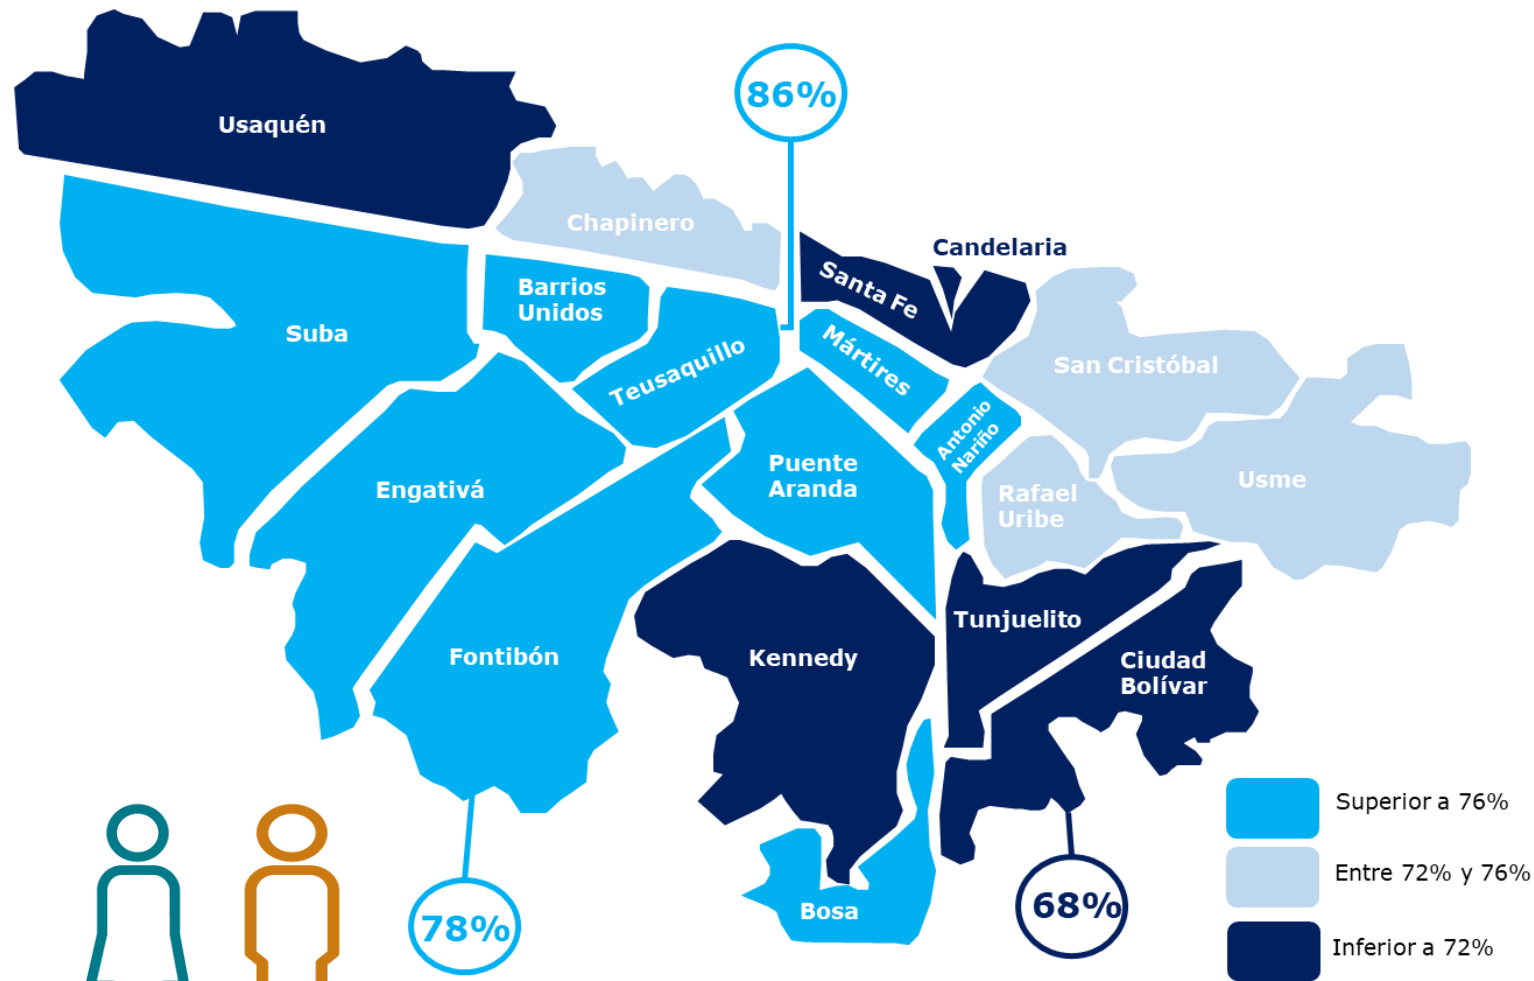 86%
Usaquén
Chapinero
Candelaria
Santa Fe
Barrios
Unidos
Suba
Teusaquillo
Mártires
San Cristóbal
Antonio
Nariño
Puente
Aranda
Engativá
Rafael
Uribe
Usme
Tunjuelito
Fontibón
Kennedy
Ciudad
Bolívar
Superior a 76%
Entre 72% y 76%
Inferior a 72%
78%
Bosa
68%